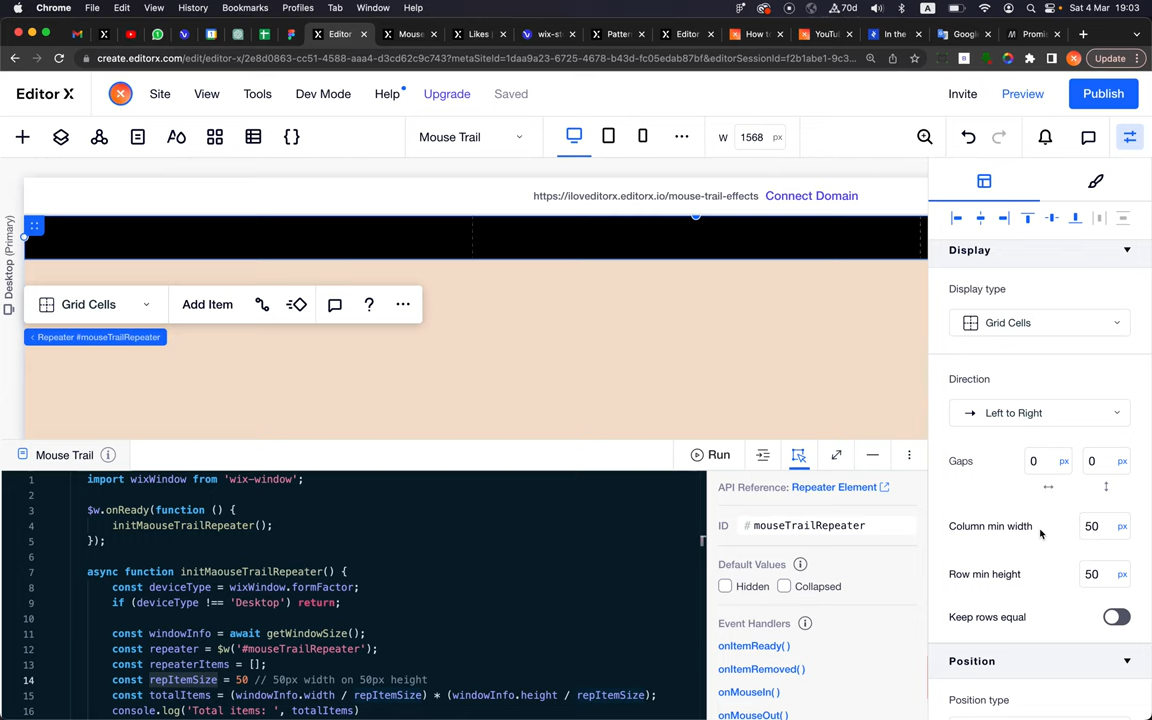 Chrome File Edit View History Bookmarks Profiles Tab Window Help 70d A Sat 4 Mar 19:03
Editor Mouse Likes wix-st Pattern Editor How to YouTu In the Googl Promis
create.editorx.com/edit/editor-x/2e8d0863-cc51-4588-aaa4-d3cd62c9c743?metaSiteId=1daa9a23-6725-4678-b43d-fc05edab87bf&editorSessionId=f2b1abe1-9c3... Update
Editor X Site View Tools Dev Mode Help Upgrade Saved Invite Preview Publish
Mouse Trail W 1568 px
https://iloveeditorx.editorx.io/mouse-trail-effects Connect Domain
Desktop (Primary)
Grid Cells Add Item
Repeater #mouseTrailRepeater
Display
Display type
Grid Cells
Direction
Left to Right
Gaps 0 px 0 px
Column min width 50 px
Row min height 50 px
Keep rows equal
Position
Position type
Mouse Trail Run
1 import wixWindow from 'wix-window';
2
3 $w.onReady(function () {
4 initMaouseTrailRepeater();
5 });
6
7 async function initMaouseTrailRepeater() {
8 const deviceType = wixWindow.formFactor;
9 if (deviceType !== 'Desktop') return;
10
11 const windowInfo = await getWindowSize();
12 const repeater = $w('#mouseTrailRepeater');
13 const repeaterItems = [];
14 const repItemSize = 50 // 50px width on 50px height
15 const totalItems = (windowInfo.width / repItemSize) * (windowInfo.height / repItemSize);
16 console.log('Total items: ', totalItems)
API Reference: Repeater Element
ID # mouseTrailRepeater
Default Values
Hidden Collapsed
Event Handlers
onItemReady( )
onItemRemoved( )
onMouseIn( )
onMouseOut( )